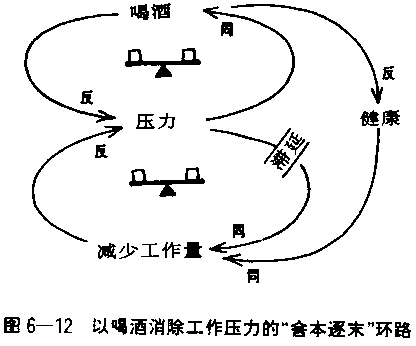 喝酒
同
反
反
压力
健康
反
滞延
同
减少工作量
同
图6—12 以喝酒消除工作压力的“舍本逐末”环路